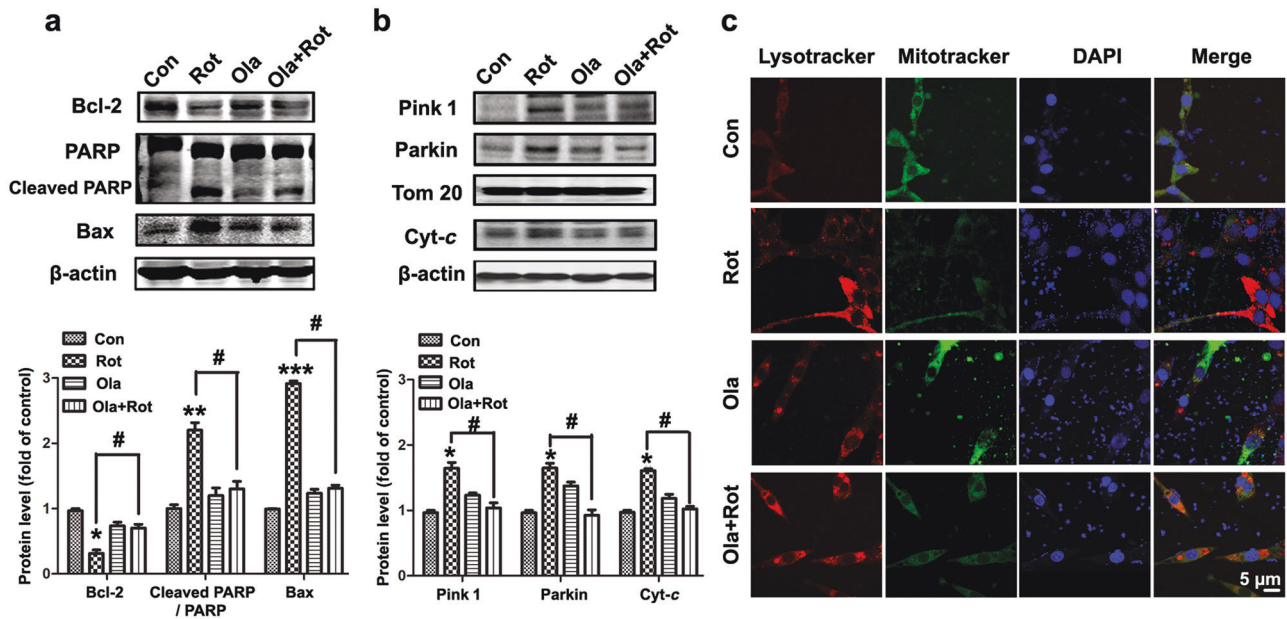 a
Con Rot Ola Ola+Rot
Bcl-2
PARP
Cleaved PARP
Bax
β-actin
Con
Rot
Ola
Ola+Rot
Protein level (fold of control)
3
2
1
0
#
#
#
*
**
***
Bcl-2 Cleaved PARP Bax
/ PARP
b
Con Rot Ola Ola+Rot
Pink 1
Parkin
Tom 20
Cyt-c
β-actin
Con
Rot
Ola
Ola+Rot
Protein level (fold of control)
3
2
1
0
#
#
#
*
*
*
Pink 1 Parkin Cyt-c
c
Lysotracker Mitotracker DAPI Merge
Con
Rot
Ola
Ola+Rot
5 μm